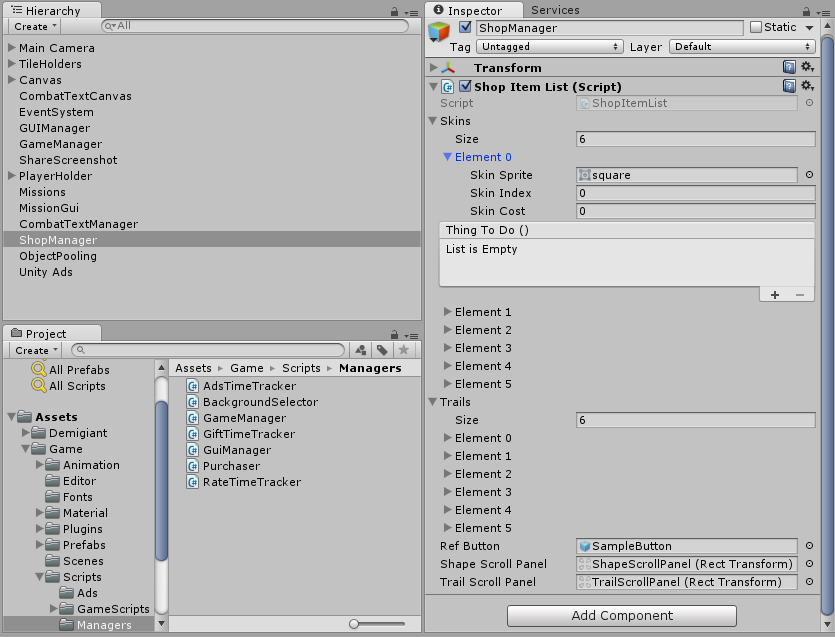 Hierarchy
Create
All
Main Camera
TileHolders
Canvas
CombatTextCanvas
EventSystem
GUIManager
GameManager
ShareScreenshot
PlayerHolder
Missions
MissionGui
CombatTextManager
ShopManager
ObjectPooling
Unity Ads
Project
Create
All Prefabs
All Scripts
Assets
Demigiant
Game
Animation
Editor
Fonts
Material
Plugins
Prefabs
Scenes
Scripts
Ads
GameScripts
Managers
Assets Game Scripts Managers
AdsTimeTracker
BackgroundSelector
GameManager
GiftTimeTracker
GuiManager
Purchaser
RateTimeTracker
Inspector Services
ShopManager Static
Tag Untagged Layer Default
Transform
Shop Item List (Script)
Script ShopItemList
Skins
Size 6
Element 0
Skin Sprite square
Skin Index 0
Skin Cost 0
Thing To Do ()
List is Empty
Element 1
Element 2
Element 3
Element 4
Element 5
Trails
Size 6
Element 0
Element 1
Element 2
Element 3
Element 4
Element 5
Ref Button SampleButton
Shape Scroll Panel ShapeScrollPanel (Rect Transform)
Trail Scroll Panel TrailScrollPanel (Rect Transform)
Add Component